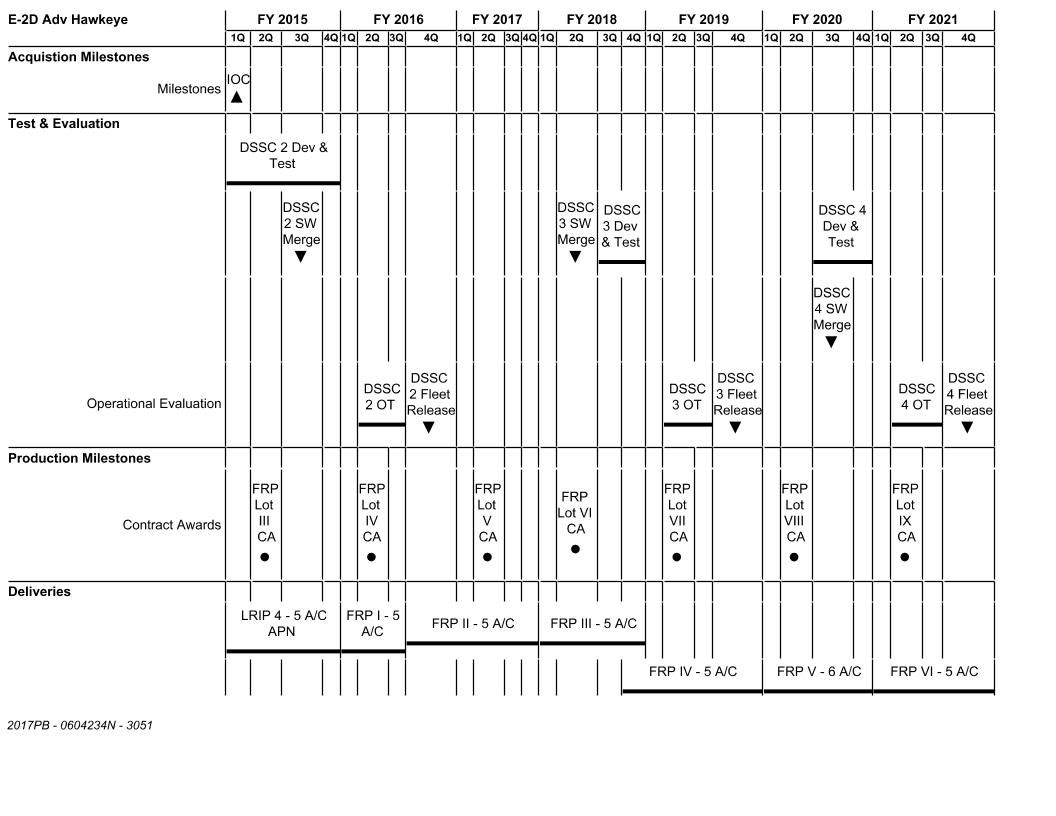 E-2D Adv Hawkeye FY 2015 FY 2016 FY 2017 FY 2018 FY 2019 FY 2020 FY 2021
1Q 2Q 3Q 4Q 1Q 2Q 3Q 4Q 1Q 2Q 3Q 4Q 1Q 2Q 3Q 4Q 1Q 2Q 3Q 4Q 1Q 2Q 3Q 4Q 1Q 2Q 3Q 4Q
Acquistion Milestones
IOC
Milestones
Test & Evaluation
DSSC 2 Dev &
Test
DSSC
2 SW
Merge
DSSC
3 SW
Merge
DSSC
3 Dev
& Test
DSSC 4
Dev &
Test
DSSC
4 SW
Merge
Operational Evaluation
DSSC
2 OT
DSSC
2 Fleet
Release
DSSC
3 OT
DSSC
3 Fleet
Release
DSSC
4 OT
DSSC
4 Fleet
Release
Production Milestones
Contract Awards
FRP
Lot
III
CA
FRP
Lot
IV
CA
FRP
Lot
V
CA
FRP
Lot VI
CA
FRP
Lot
VII
CA
FRP
Lot
VIII
CA
FRP
Lot
IX
CA
Deliveries
LRIP 4 - 5 A/C
APN
FRP I - 5
A/C
FRP II - 5 A/C
FRP III - 5 A/C
FRP IV - 5 A/C
FRP V - 6 A/C
FRP VI - 5 A/C
2017PB - 0604234N - 3051